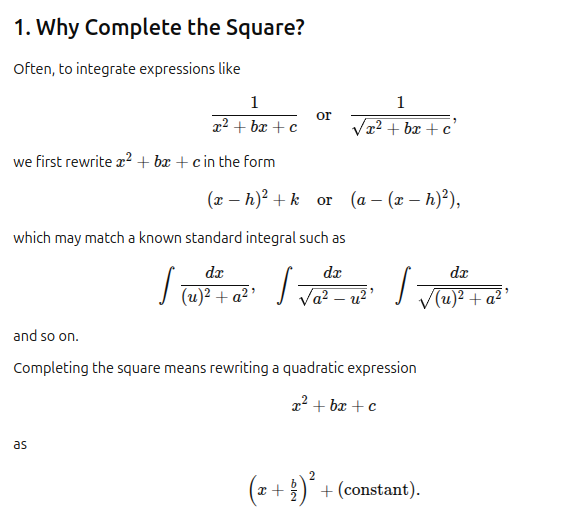 1. Why Complete the Square?
Often, to integrate expressions like
$\frac{1}{x^2 + bx + c}$ or $\frac{1}{\sqrt{x^2 + bx + c}}$,
we first rewrite $x^2 + bx + c$ in the form
$(x - h)^2 + k$ or $(a - (x - h)^2)$,
which may match a known standard integral such as
$\int \frac{dx}{(u)^2 + a^2}$, $\int \frac{dx}{\sqrt{a^2 - u^2}}$, $\int \frac{dx}{\sqrt{(u)^2 + a^2}}$,
and so on.
Completing the square means rewriting a quadratic expression
$x^2 + bx + c$
as
$\left(x + \frac{b}{2}\right)^2 + (\text{constant}).$